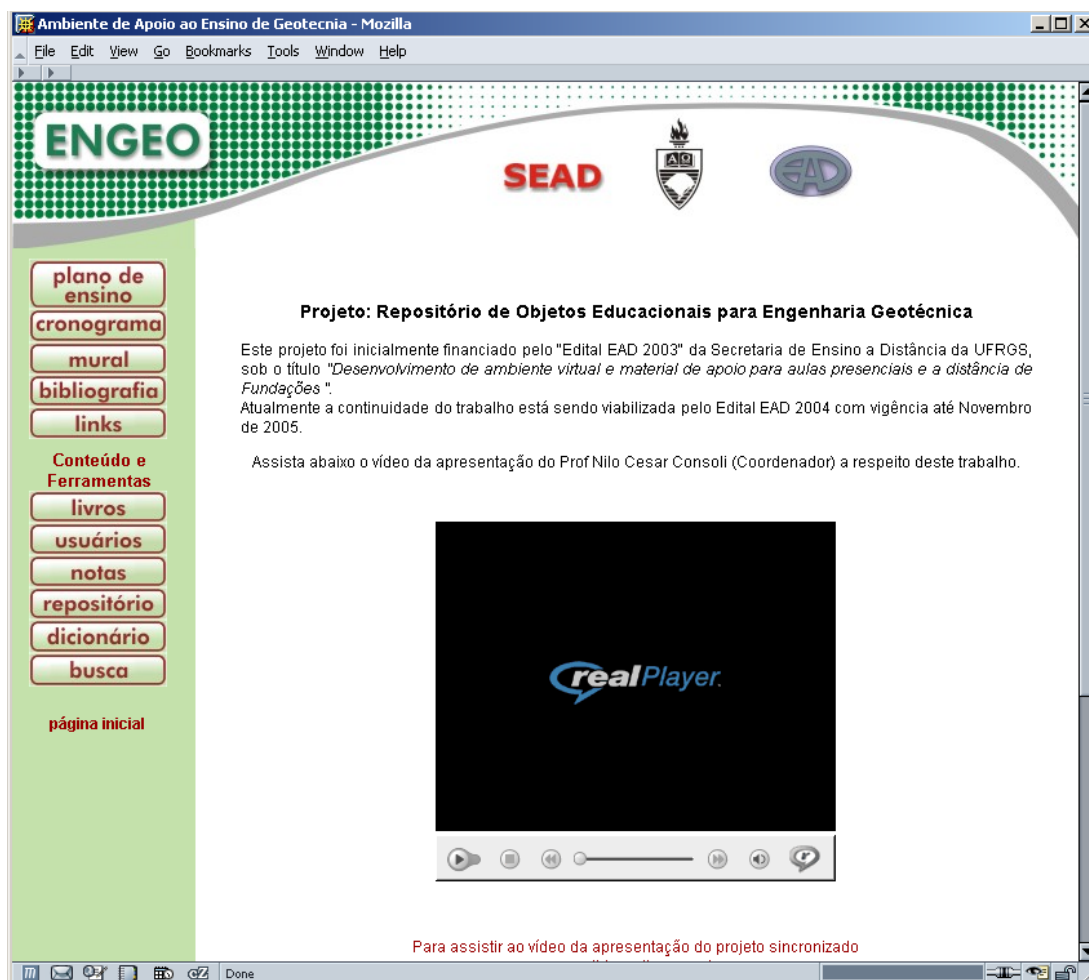 Ambiente de Apoio ao Ensino de Geotecnia - Mozilla
File Edit View Go Bookmarks Tools Window Help
ENGEO
SEAD
EAD
plano de
ensino
cronograma
mural
bibliografia
links
Conteúdo e
Ferramentas
livros
usuários
notas
repositório
dicionário
busca
página inicial
Projeto: Repositório de Objetos Educacionais para Engenharia Geotécnica
Este projeto foi inicialmente financiado pelo "Edital EAD 2003" da Secretaria de Ensino a Distância da UFRGS,
sob o título "Desenvolvimento de ambiente virtual e material de apoio para aulas presenciais e a distância de
Fundações ".
Atualmente a continuidade do trabalho está sendo viabilizada pelo Edital EAD 2004 com vigência até Novembro
de 2005.
Assista abaixo o vídeo da apresentação do Prof Nilo Cesar Consoli (Coordenador) a respeito deste trabalho.
realPlayer.
Para assistir ao vídeo da apresentação do projeto sincronizado
Done